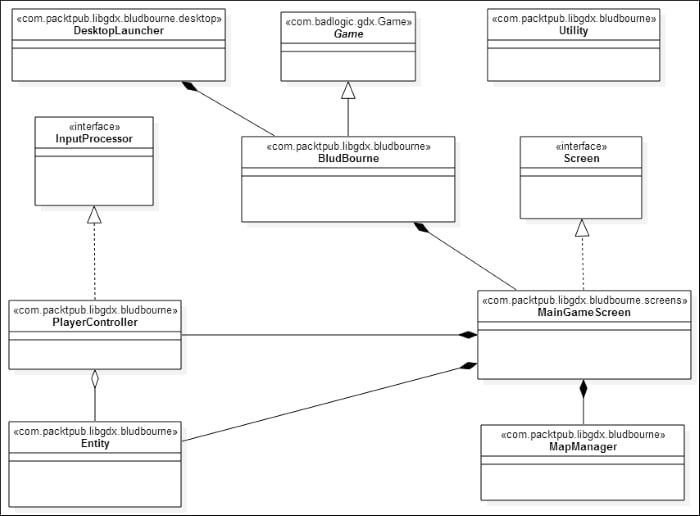 «com.packtpub.libgdx.bludbourne.desktop»
DesktopLauncher
«com.badlogic.gdx.Game»
Game
«com.packtpub.libgdx.bludbourne»
Utility
«interface»
InputProcessor
«com.packtpub.libgdx.bludbourne»
BludBourne
«interface»
Screen
«com.packtpub.libgdx.bludbourne»
PlayerController
«com.packtpub.libgdx.bludbourne.screens»
MainGameScreen
«com.packtpub.libgdx.bludbourne»
Entity
«com.packtpub.libgdx.bludbourne»
MapManager